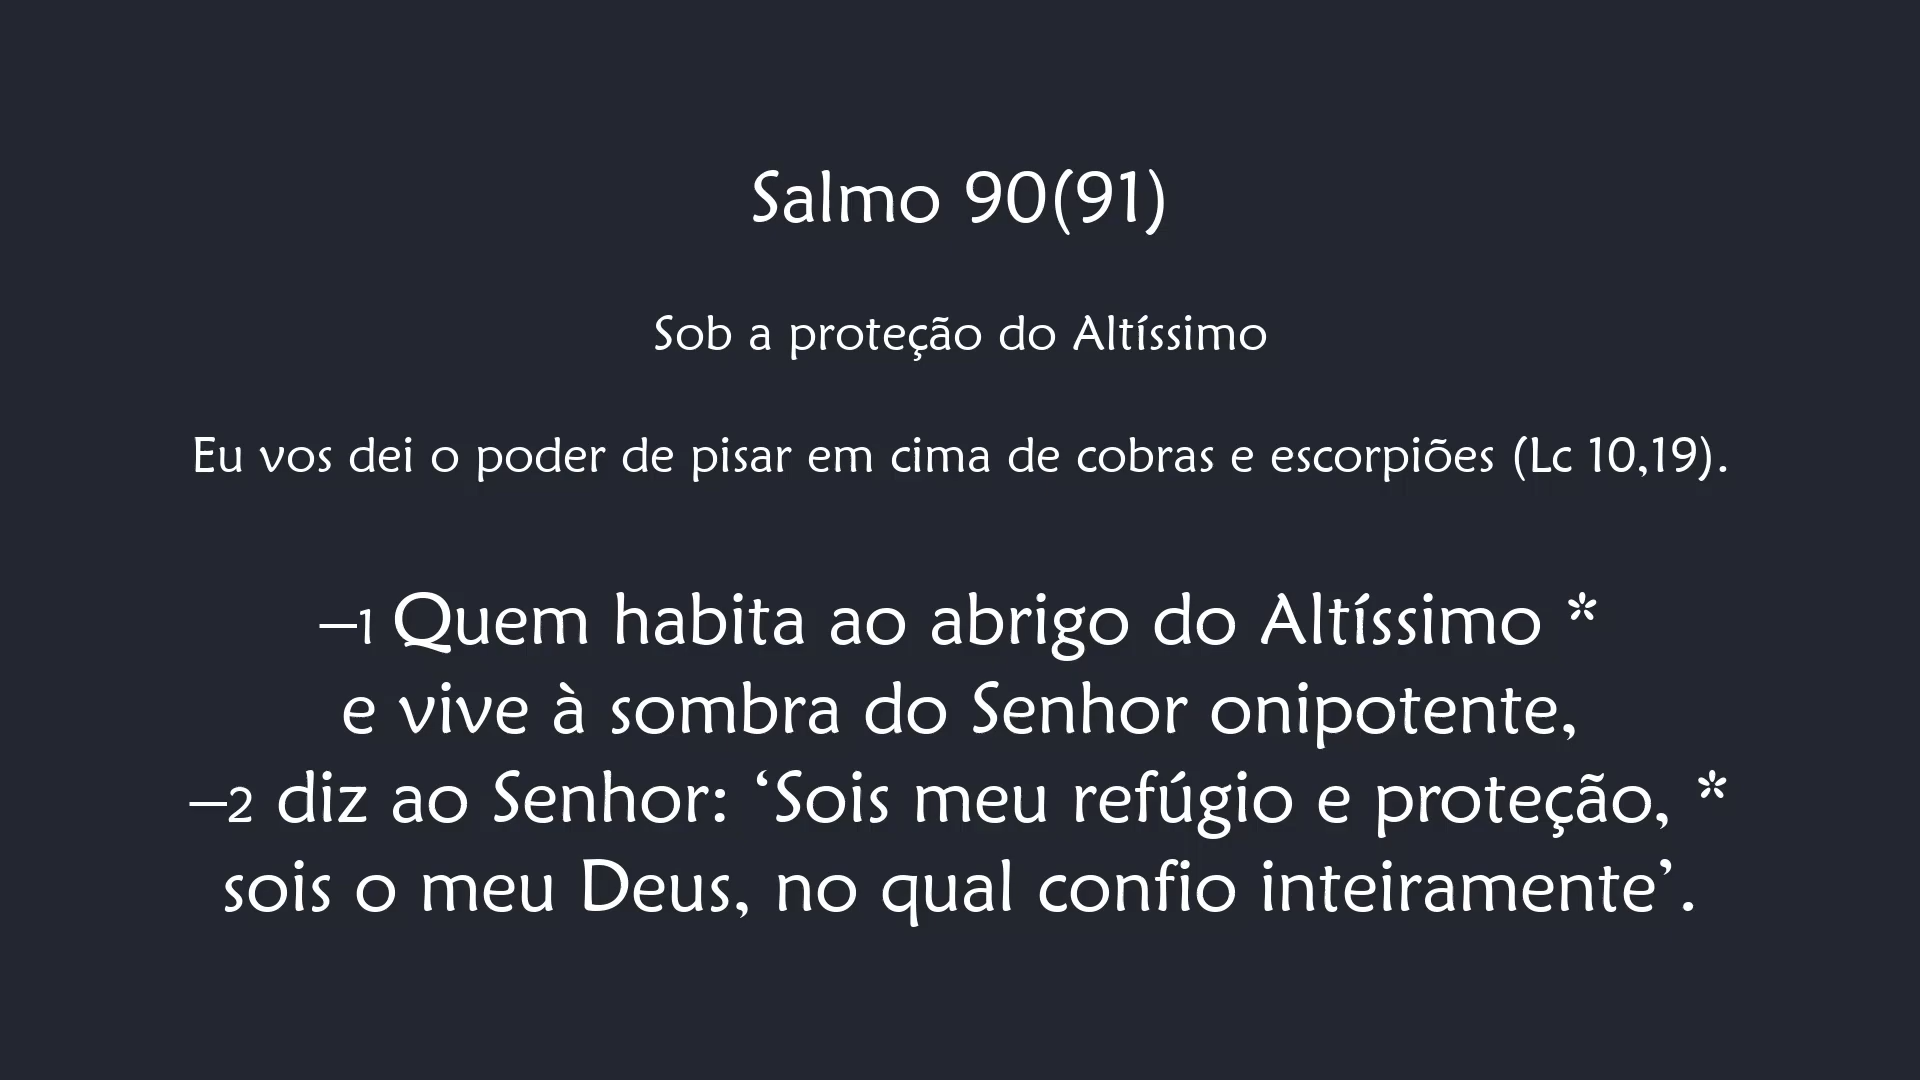 Salmo 90(91)
Sob a proteção do Altíssimo
Eu vos dei o poder de pisar em cima de cobras e escorpiões (Lc 10,19).
–1 Quem habita ao abrigo do Altíssimo *
e vive à sombra do Senhor onipotente,
–2 diz ao Senhor: ‘Sois meu refúgio e proteção, *
sois o meu Deus, no qual confio inteiramente’.